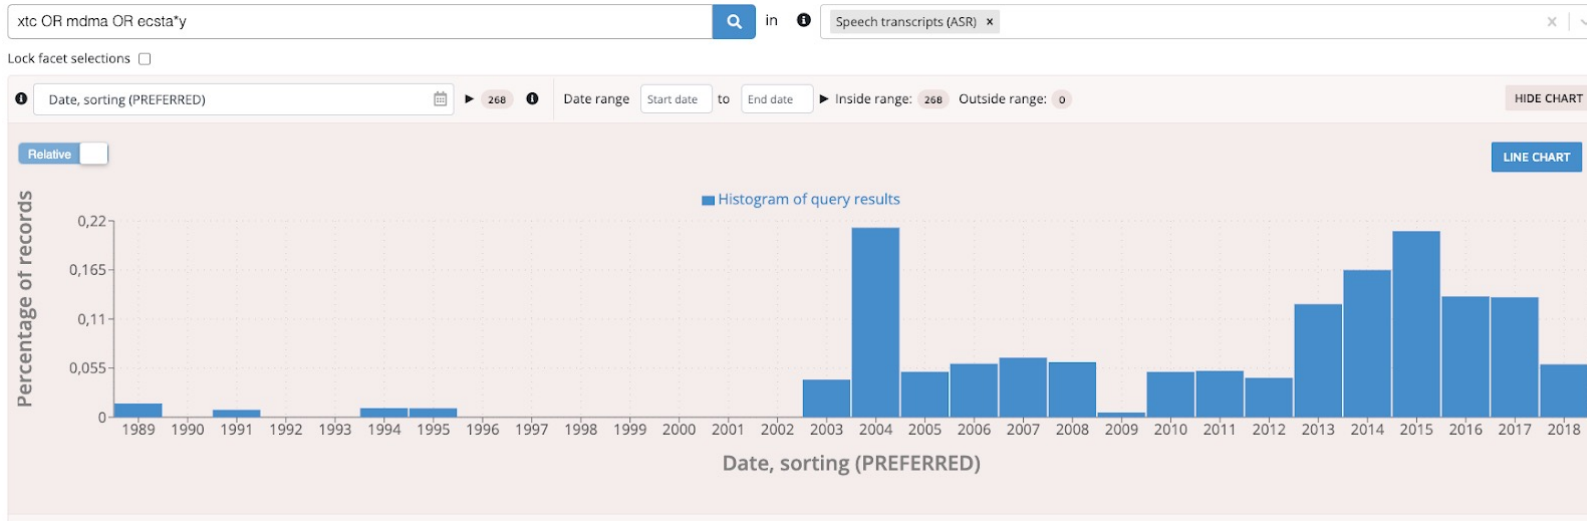 xtc OR mdma OR ecsta*y in Speech transcripts (ASR) ×
Lock facet selections
Date, sorting (PREFERRED) 268 Date range Start date to End date Inside range: 268 Outside range: 0 HIDE CHART
Relative LINE CHART
Histogram of query results
Percentage of records
0,22
0,165
0,11
0,055
0
1989 1990 1991 1992 1993 1994 1995 1996 1997 1998 1999 2000 2001 2002 2003 2004 2005 2006 2007 2008 2009 2010 2011 2012 2013 2014 2015 2016 2017 2018
Date, sorting (PREFERRED)